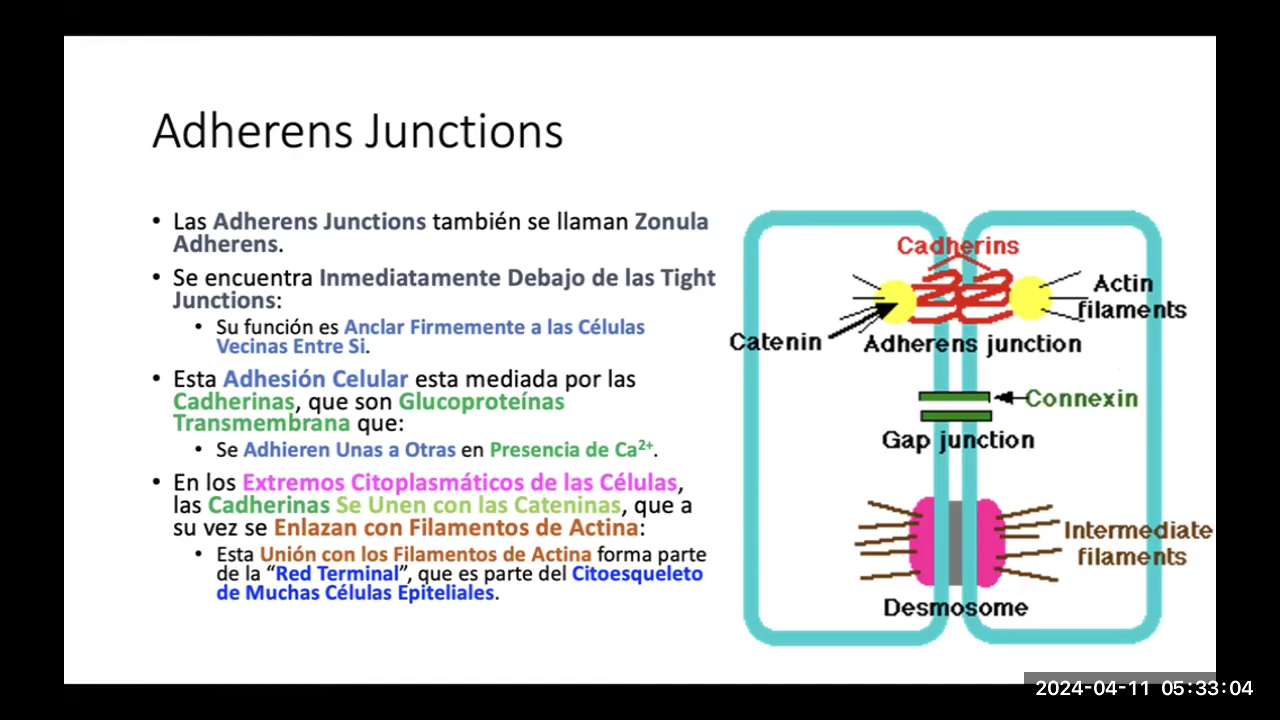 Adherens Junctions
• Las Adherens Junctions también se llaman Zonula
Adherens.
• Se encuentra Inmediatamente Debajo de las Tight
Junctions:
• Su función es Anclar Firmemente a las Células
Vecinas Entre Si.
• Esta Adhesión Celular esta mediada por las
Cadherinas, que son Glucoproteínas
Transmembrana que:
• Se Adhieren Unas a Otras en Presencia de Ca²⁺.
• En los Extremos Citoplasmáticos de las Células,
las Cadherinas Se Unen con las Cateninas, que a
su vez se Enlazan con Filamentos de Actina:
• Esta Unión con los Filamentos de Actina forma parte
de la “Red Terminal”, que es parte del Citoesqueleto
de Muchas Células Epiteliales.
Cadherins
Actin
filaments
Catenin
Adherens junction
Connexin
Gap junction
Intermediate
filaments
Desmosome
2024-04-11 05:33:04